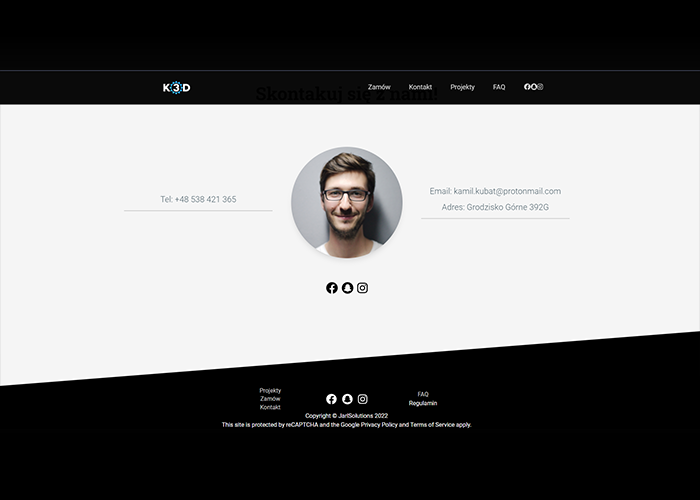 K3D
Zamów Kontakt Projekty FAQ
Skontakuj się z nami!
Tel: +48 538 421 365
Email: kamil.kubat@protonmail.com
Adres: Grodzisko Górne 392G
Projekty
Zamów
Kontakt
FAQ
Regulamin
Copyright © JarlSolutions 2022
This site is protected by reCAPTCHA and the Google Privacy Policy and Terms of Service apply.